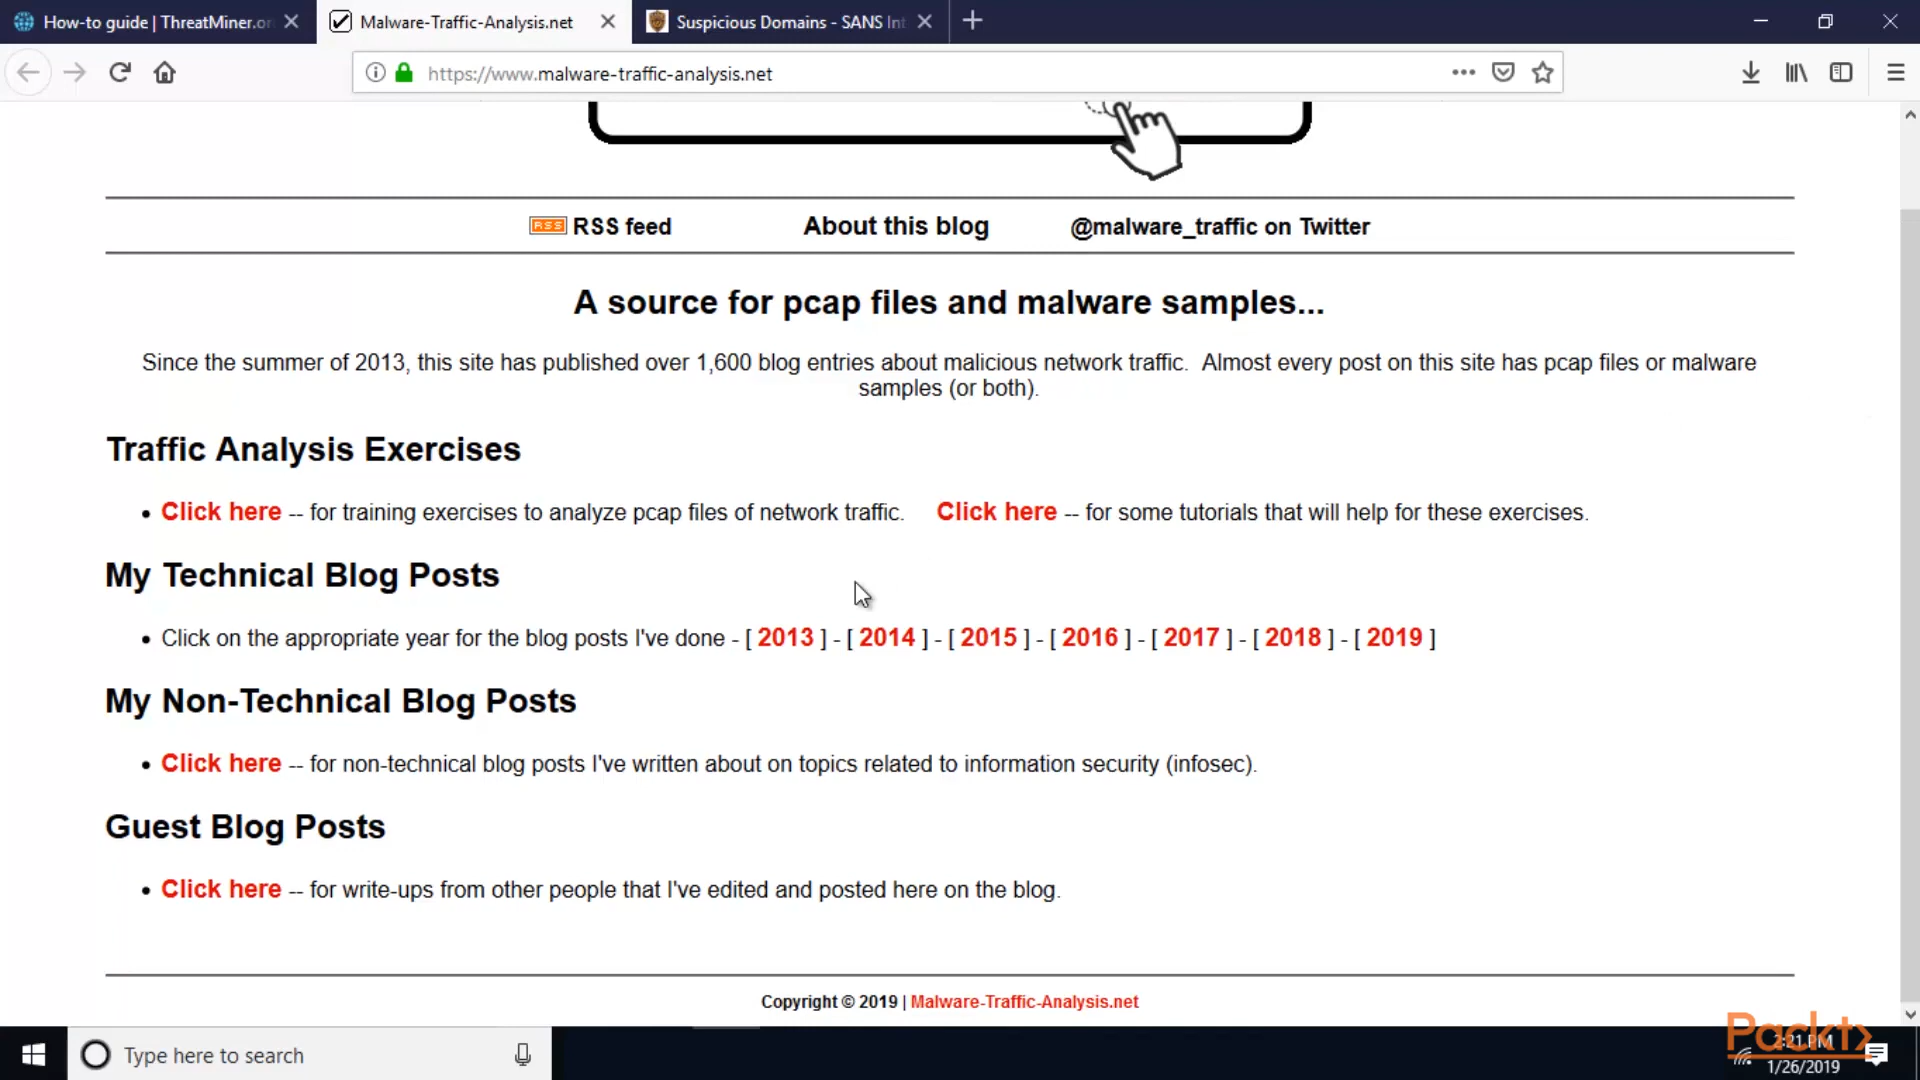 How-to guide | ThreatMiner.or
Malware-Traffic-Analysis.net
Suspicious Domains - SANS Int
https://www.malware-traffic-analysis.net
RSS RSS feed
About this blog
@malware_traffic on Twitter
A source for pcap files and malware samples...
Since the summer of 2013, this site has published over 1,600 blog entries about malicious network traffic.  Almost every post on this site has pcap files or malware
samples (or both).
Traffic Analysis Exercises
• Click here -- for training exercises to analyze pcap files of network traffic.     Click here -- for some tutorials that will help for these exercises.
My Technical Blog Posts
• Click on the appropriate year for the blog posts I've done - [ 2013 ] - [ 2014 ] - [ 2015 ] - [ 2016 ] - [ 2017 ] - [ 2018 ] - [ 2019 ]
My Non-Technical Blog Posts
• Click here -- for non-technical blog posts I've written about on topics related to information security (infosec).
Guest Blog Posts
• Click here -- for write-ups from other people that I've edited and posted here on the blog.
Copyright © 2019 | Malware-Traffic-Analysis.net
Type here to search
Packt>
2:21 PM
1/26/2019